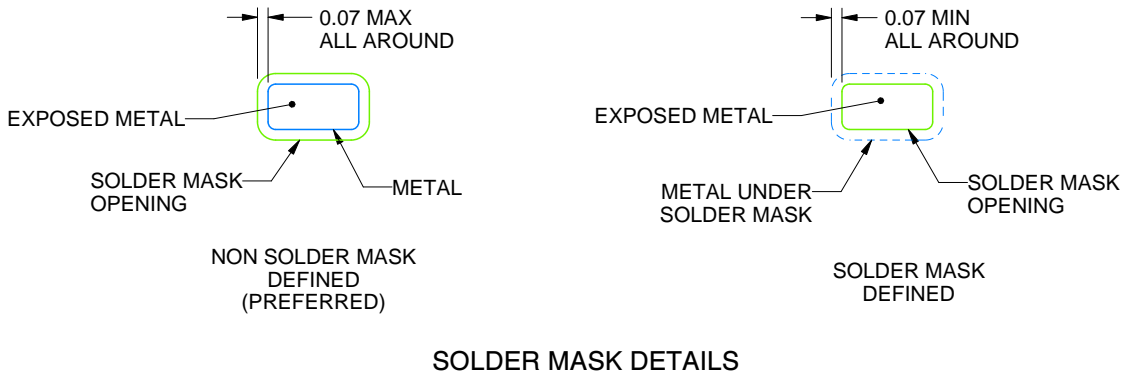 0.07 MAX
ALL AROUND
EXPOSED METAL
SOLDER MASK
OPENING
METAL
NON SOLDER MASK
DEFINED
(PREFERRED)
0.07 MIN
ALL AROUND
EXPOSED METAL
METAL UNDER
SOLDER MASK
SOLDER MASK
OPENING
SOLDER MASK
DEFINED
SOLDER MASK DETAILS